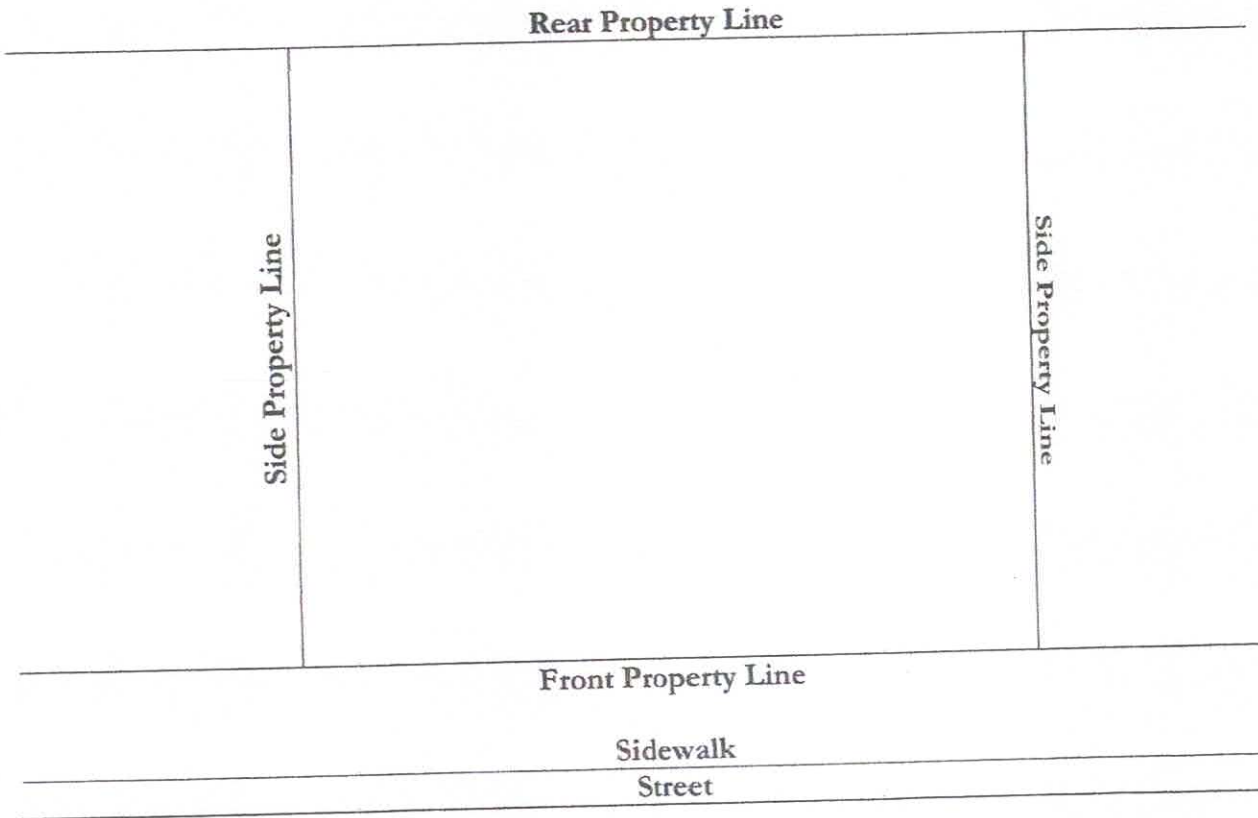 Rear Property Line
Side Property Line
Side Property Line
Front Property Line
Sidewalk
Street